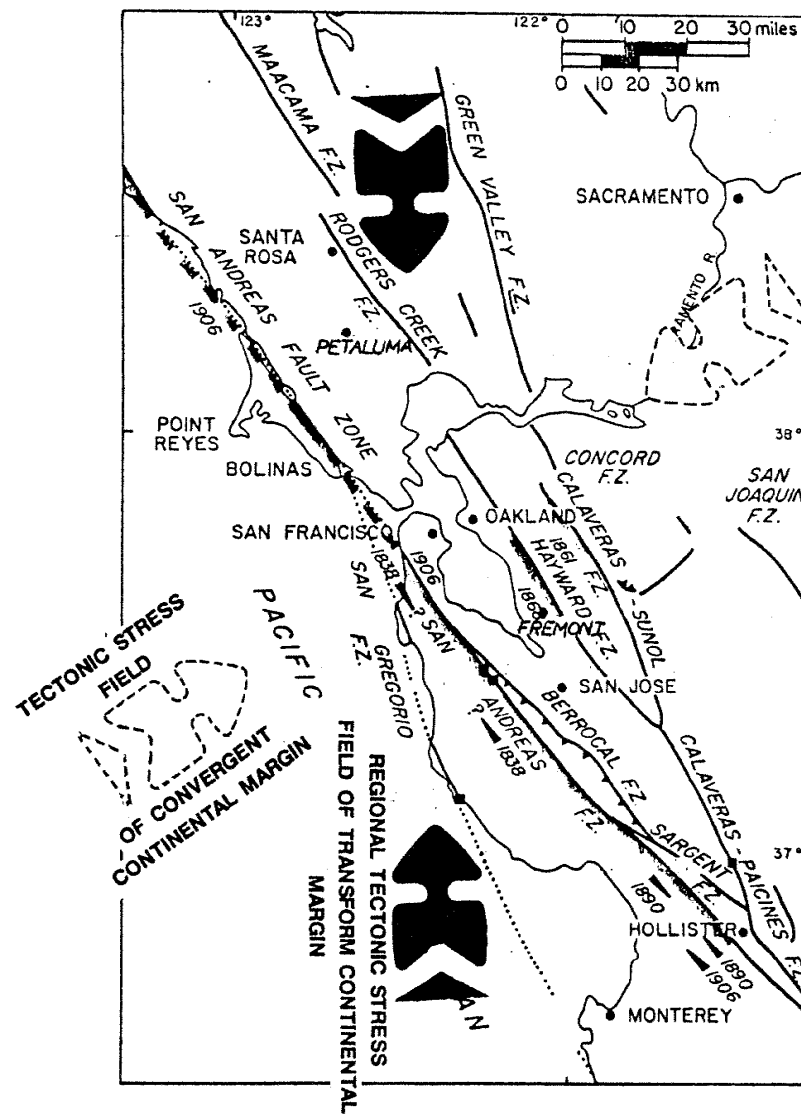 123°
122°
0 10 20 30 miles
0 10 20 30 km
MAACAMA F.Z.
GREEN VALLEY F.Z.
SACRAMENTO
SAN ANDREAS FAULT ZONE
SANTA
ROSA
RODGERS CREEK
F.Z.
1906
PETALUMA
RAMENTO R
POINT
REYES
BOLINAS
38°
CONCORD
F.Z.
SAN
JOAQUIN
F.Z.
SAN FRANCISCO
OAKLAND
CALAVERAS - SUNOL
F.Z.
1861
HAYWARD F.Z.
1838
1906
?
FREMONT
SAN GREGORIO
F.Z.
PACIFIC
SAN ANDREAS
F.Z.
SAN JOSE
BERROCAL F.Z.
?
1838
TECTONIC STRESS
FIELD
OF CONVERGENT
CONTINENTAL MARGIN
REGIONAL TECTONIC STRESS
FIELD OF TRANSFORM CONTINENTAL
MARGIN
CALAVERAS - PAICINES F.Z.
SARGENT
F.Z.
37°
1890
HOLLISTER
1890
1906
AN
MONTEREY